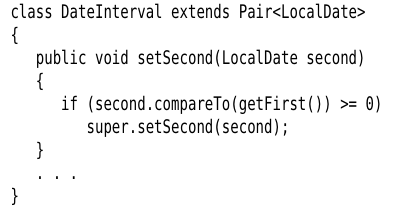 class DateInterval extends Pair<LocalDate>
{
   public void setSecond(LocalDate second)
   {
      if (second.compareTo(getFirst()) >= 0)
         super.setSecond(second);
   }
   . . .
}